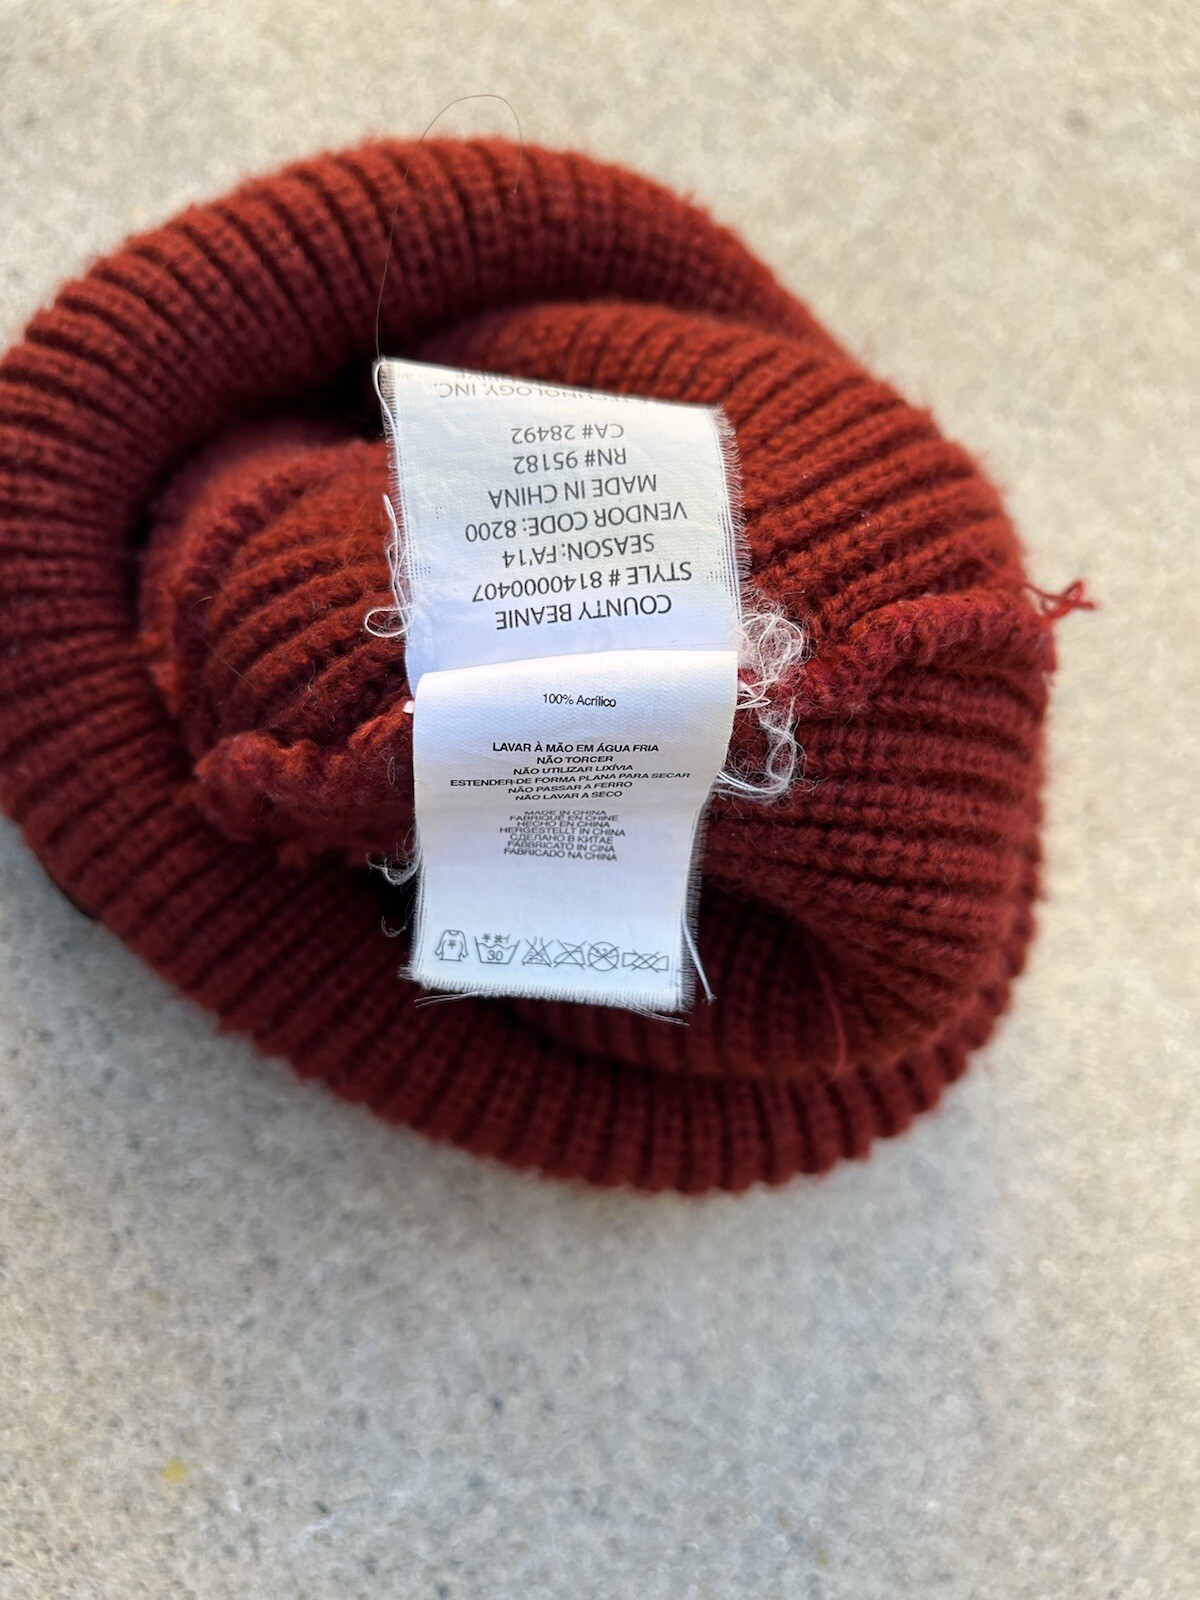 COUNTY BEANIE
STYLE # 8140000407
SEASON: FA'14
VENDOR CODE: 8200
MADE IN CHINA
RN# 95182
CA# 28492
TECHNOLOGY, INC.
100% Acrílico
LAVAR À MÃO EM ÁGUA FRIA
NÃO TORCER
NÃO UTILIZAR LIXÍVIA
ESTENDER-DE FORMA PLANA PARA SECAR
NÃO PASSAR A FERRO
NÃO LAVAR A SECO
MADE IN CHINA
FABRIQUÉ EN CHINE
HECHO EN CHINA
HERGESTELLT IN CHINA
СДЕЛАНО В КИТАЕ
FABBRICATO IN CINA
FABRICADO NA CHINA
30